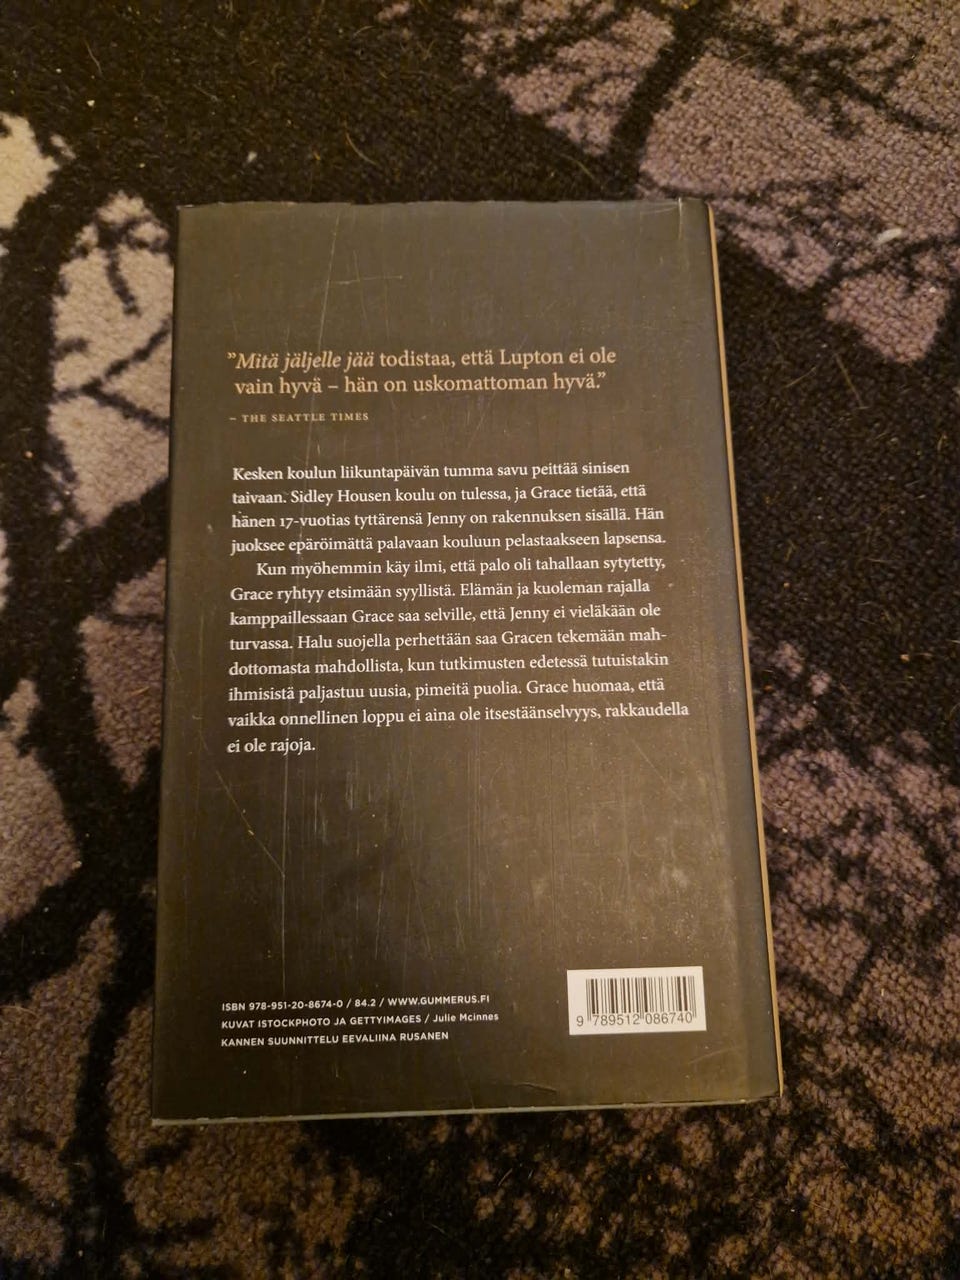 ”Mitä jäljelle jää todistaa, että Lupton ei ole
vain hyvä – hän on uskomattoman hyvä.”
– THE SEATTLE TIMES
Kesken koulun liikuntapäivän tumma savu peittää sinisen
taivaan. Sidley Housen koulu on tulessa, ja Grace tietää, että
hänen 17-vuotias tyttärensä Jenny on rakennuksen sisällä. Hän
juoksee epäröimättä palavaan kouluun pelastaakseen lapsensa.
Kun myöhemmin käy ilmi, että palo oli tahallaan sytytetty,
Grace ryhtyy etsimään syyllistä. Elämän ja kuoleman rajalla
kamppaillessaan Grace saa selville, että Jenny ei vieläkään ole
turvassa. Halu suojella perhettään saa Gracen tekemään mah-
dottomasta mahdollista, kun tutkimusten edetessä tutuistakin
ihmisistä paljastuu uusia, pimeitä puolia. Grace huomaa, että
vaikka onnellinen loppu ei aina ole itsestäänselvyys, rakkaudella
ei ole rajoja.
ISBN 978-951-20-8674-0 / 84.2 / WWW.GUMMERUS.FI
KUVAT ISTOCKPHOTO JA GETTYIMAGES / Julie Mcinnes
KANNEN SUUNNITTELU EEVALIINA RUSANEN
9 789512 086740